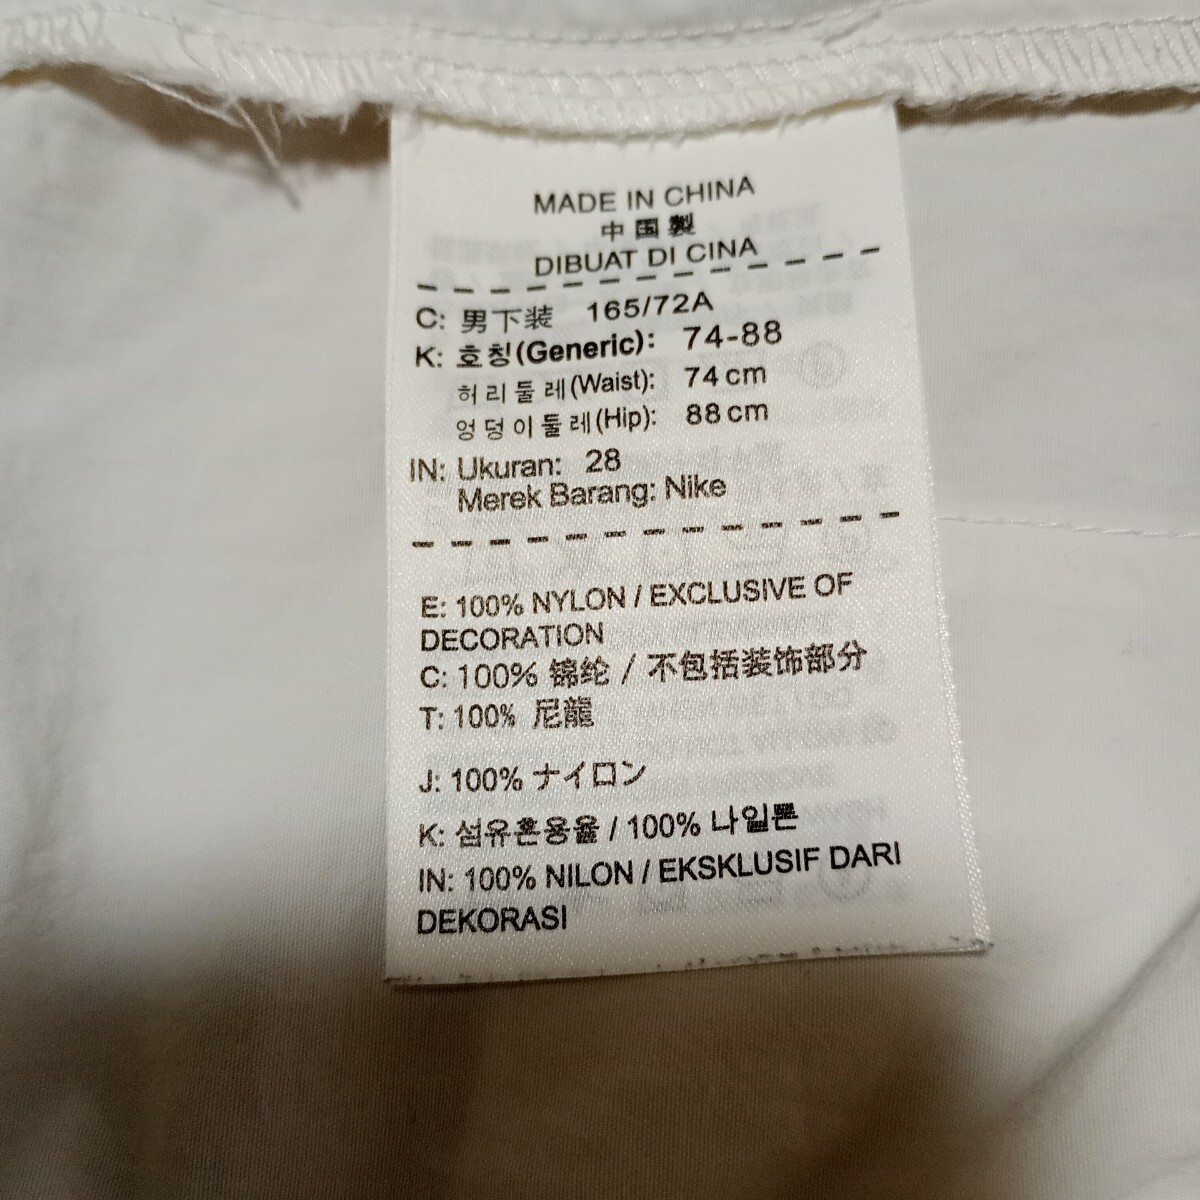 MADE IN CHINA
中国製
DIBUAT DI CINA
C: 男下装 165/72A
K: 호칭(Generic): 74-88
허리둘레(Waist): 74 cm
엉덩이둘레(Hip): 88 cm
IN: Ukuran: 28
Merek Barang: Nike
E: 100% NYLON / EXCLUSIVE OF
DECORATION
C: 100% 锦纶 / 不包括装饰部分
T: 100% 尼龍
J: 100% ナイロン
K: 섬유혼용율 / 100% 나일론
IN: 100% NILON / EKSKLUSIF DARI
DEKORASI